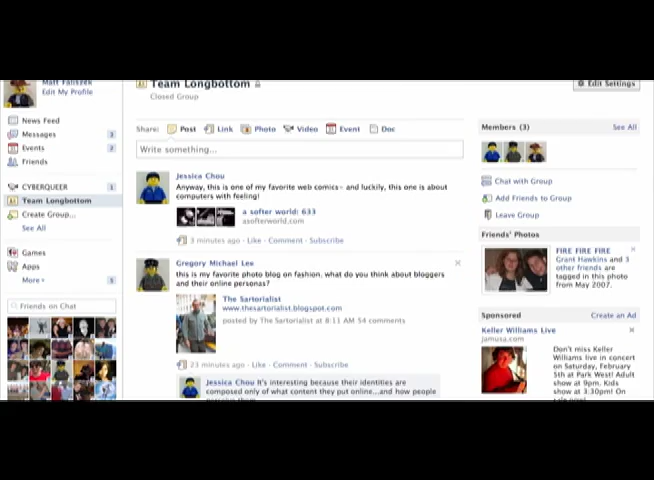 Edit My Profile
News Feed
Messages 3
Events 2
Friends
CYBERQUEER 1
Team Longbottom
Create Group...
See All
Games
Apps
More 5
Friends on Chat
Team Longbottom
Closed Group
Share: Post Link Photo Video Event Doc
Write something...
Jessica Chou
Anyway, this is one of my favorite web comics- and luckily, this one is about
computers with feeling!
a softer world: 633
asofterworld.com
3 minutes ago · Like · Comment · Subscribe
Gregory Michael Lee
this is my favorite photo blog on fashion. what do you think about bloggers
and their online personas?
The Sartorialist
www.thesartorialist.blogspot.com
posted by The Sartorialist at 8:11 AM 54 comments
23 minutes ago · Like · Comment · Subscribe
Jessica Chou It's interesting because their identities are
composed only of what content they put online...and how people
Edit Settings
Members (3) See All
Chat with Group
Add Friends to Group
Leave Group
Friends' Photos
FIRE FIRE FIRE
Grant Hawkins and 3
other friends are
tagged in this photo
from May 2007.
Sponsored Create an Ad
Keller Williams Live
jamusa.com
Don't miss Keller
Williams live in concert
on Saturday, February
5th at Park West! Adult
show at 9pm. Kids
show at 3.30pm! On